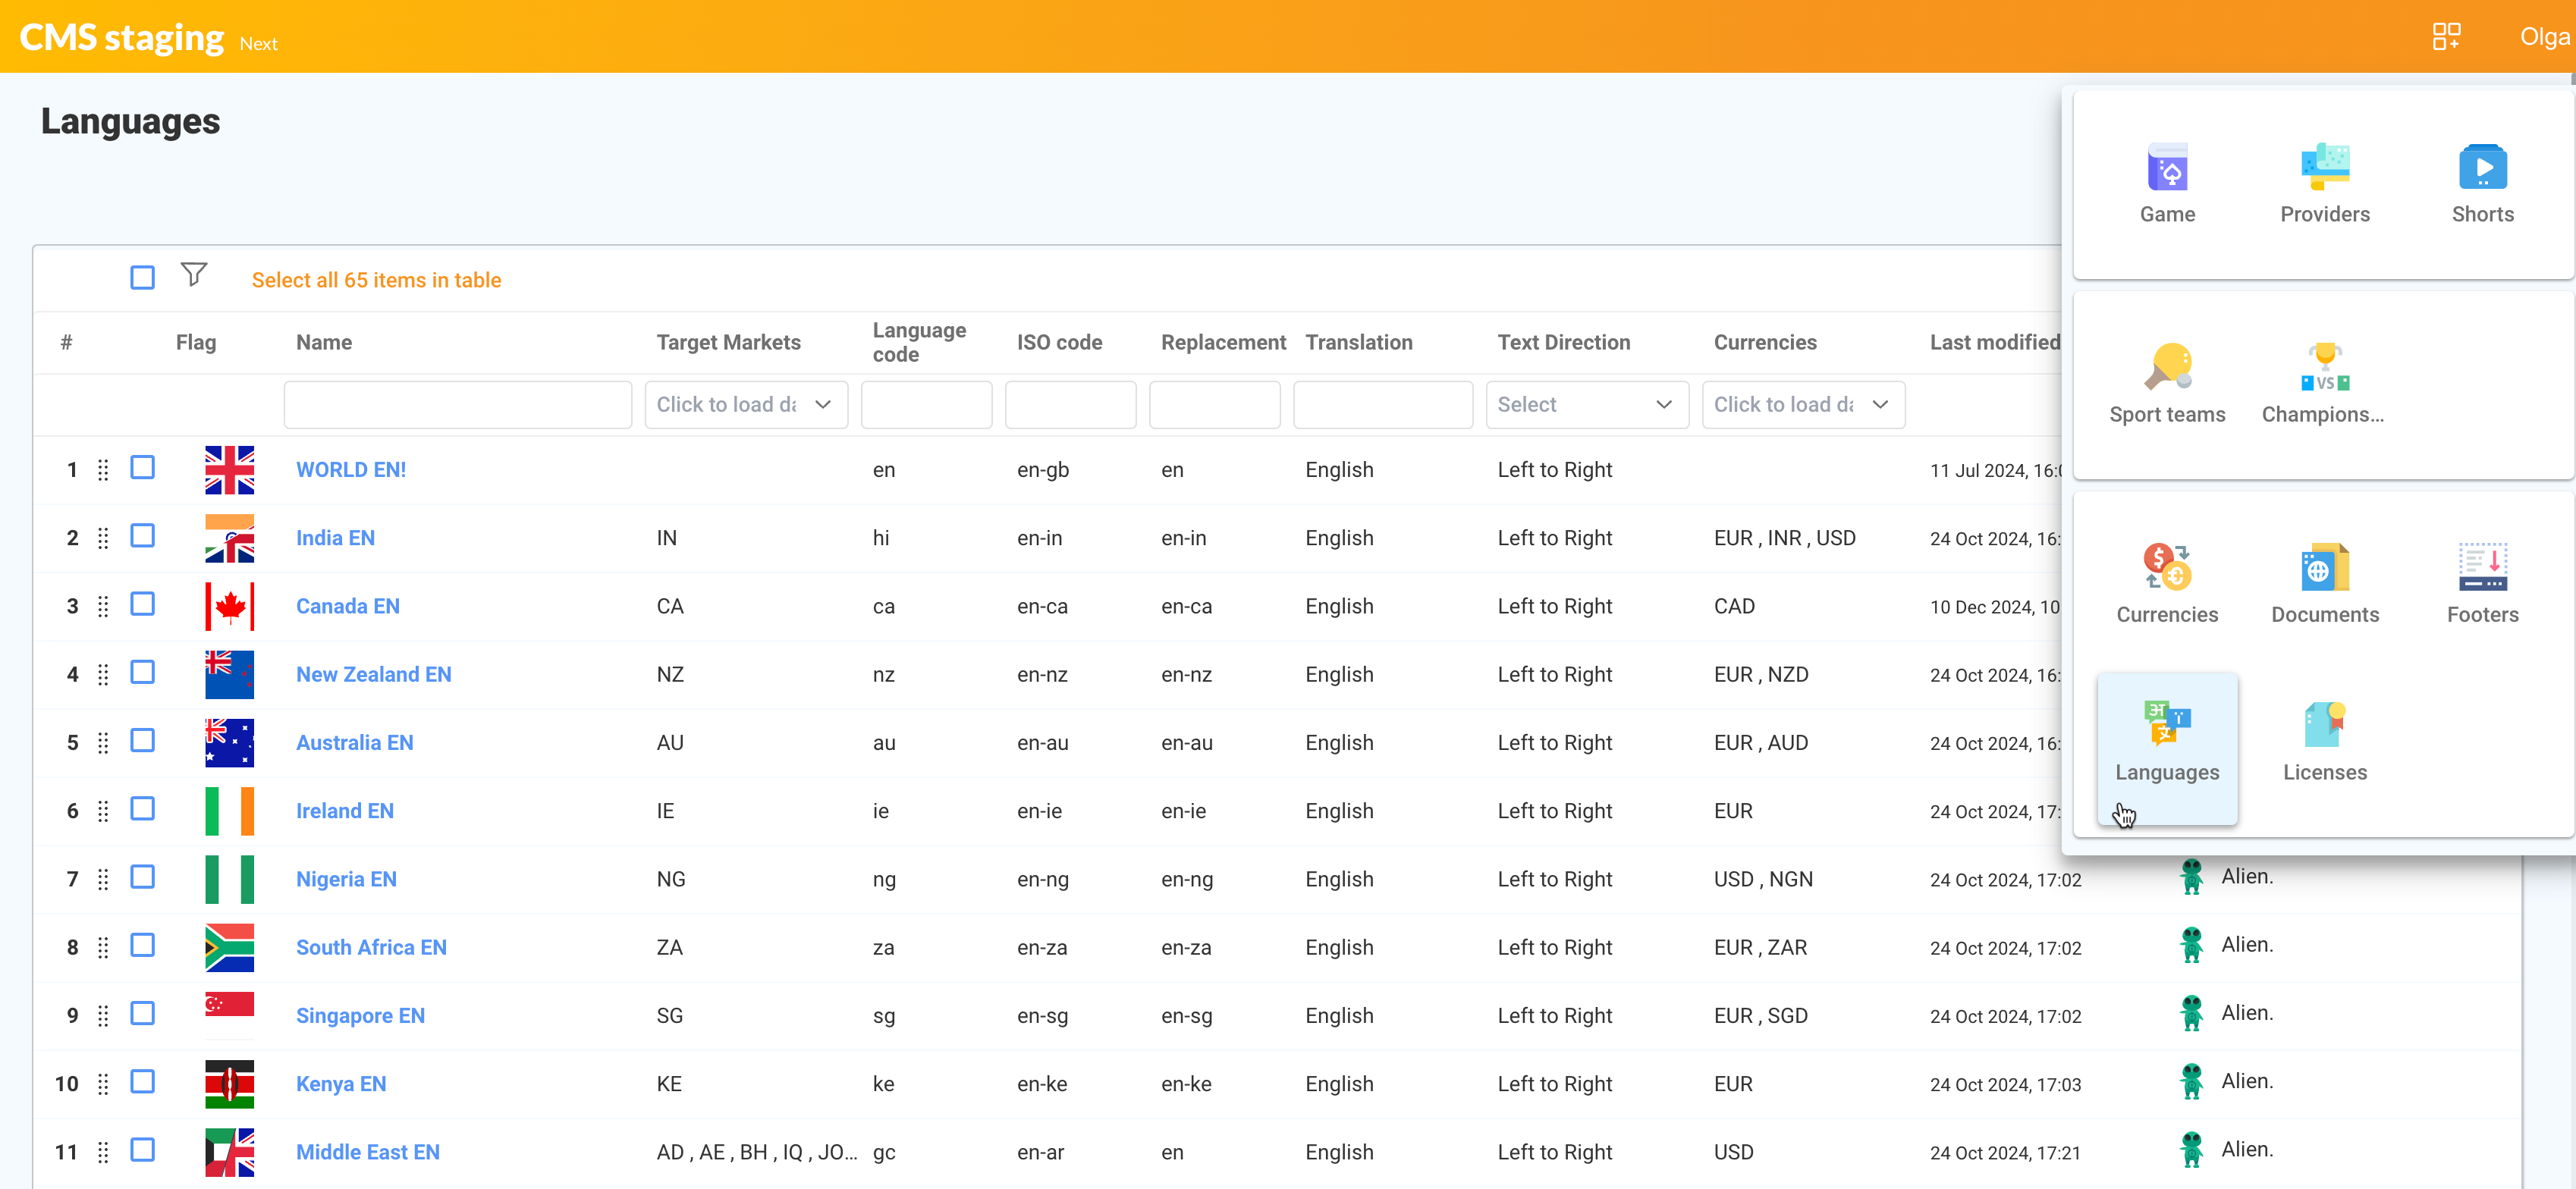 CMS staging Next
Olga
Languages
Game Providers Shorts
Sport teams Champions...
Currencies Documents Footers
Languages Licenses
Select all 65 items in table
# Flag Name Target Markets Language code ISO code Replacement Translation Text Direction Currencies Last modified
Click to load Select Click to load
1 WORLD EN! en en-gb en English Left to Right 11 Jul 2024,
2 India EN IN hi en-in en-in English Left to Right EUR , INR , USD 24 Oct 2024, 16:
3 Canada EN CA ca en-ca en-ca English Left to Right CAD 10 Dec 2024, 10
4 New Zealand EN NZ nz en-nz en-nz English Left to Right EUR , NZD 24 Oct 2024, 16:
5 Australia EN AU au en-au en-au English Left to Right EUR , AUD 24 Oct 2024, 16:
6 Ireland EN IE ie en-ie en-ie English Left to Right EUR 24 Oct 2024, 17:
7 Nigeria EN NG ng en-ng en-ng English Left to Right USD , NGN 24 Oct 2024, 17:02 Alien.
8 South Africa EN ZA za en-za en-za English Left to Right EUR , ZAR 24 Oct 2024, 17:02 Alien.
9 Singapore EN SG sg en-sg en-sg English Left to Right EUR , SGD 24 Oct 2024, 17:02 Alien.
10 Kenya EN KE ke en-ke en-ke English Left to Right EUR 24 Oct 2024, 17:03 Alien.
11 Middle East EN AD , AE , BH , IQ , JO... gc en-ar en English Left to Right USD 24 Oct 2024, 17:21 Alien.